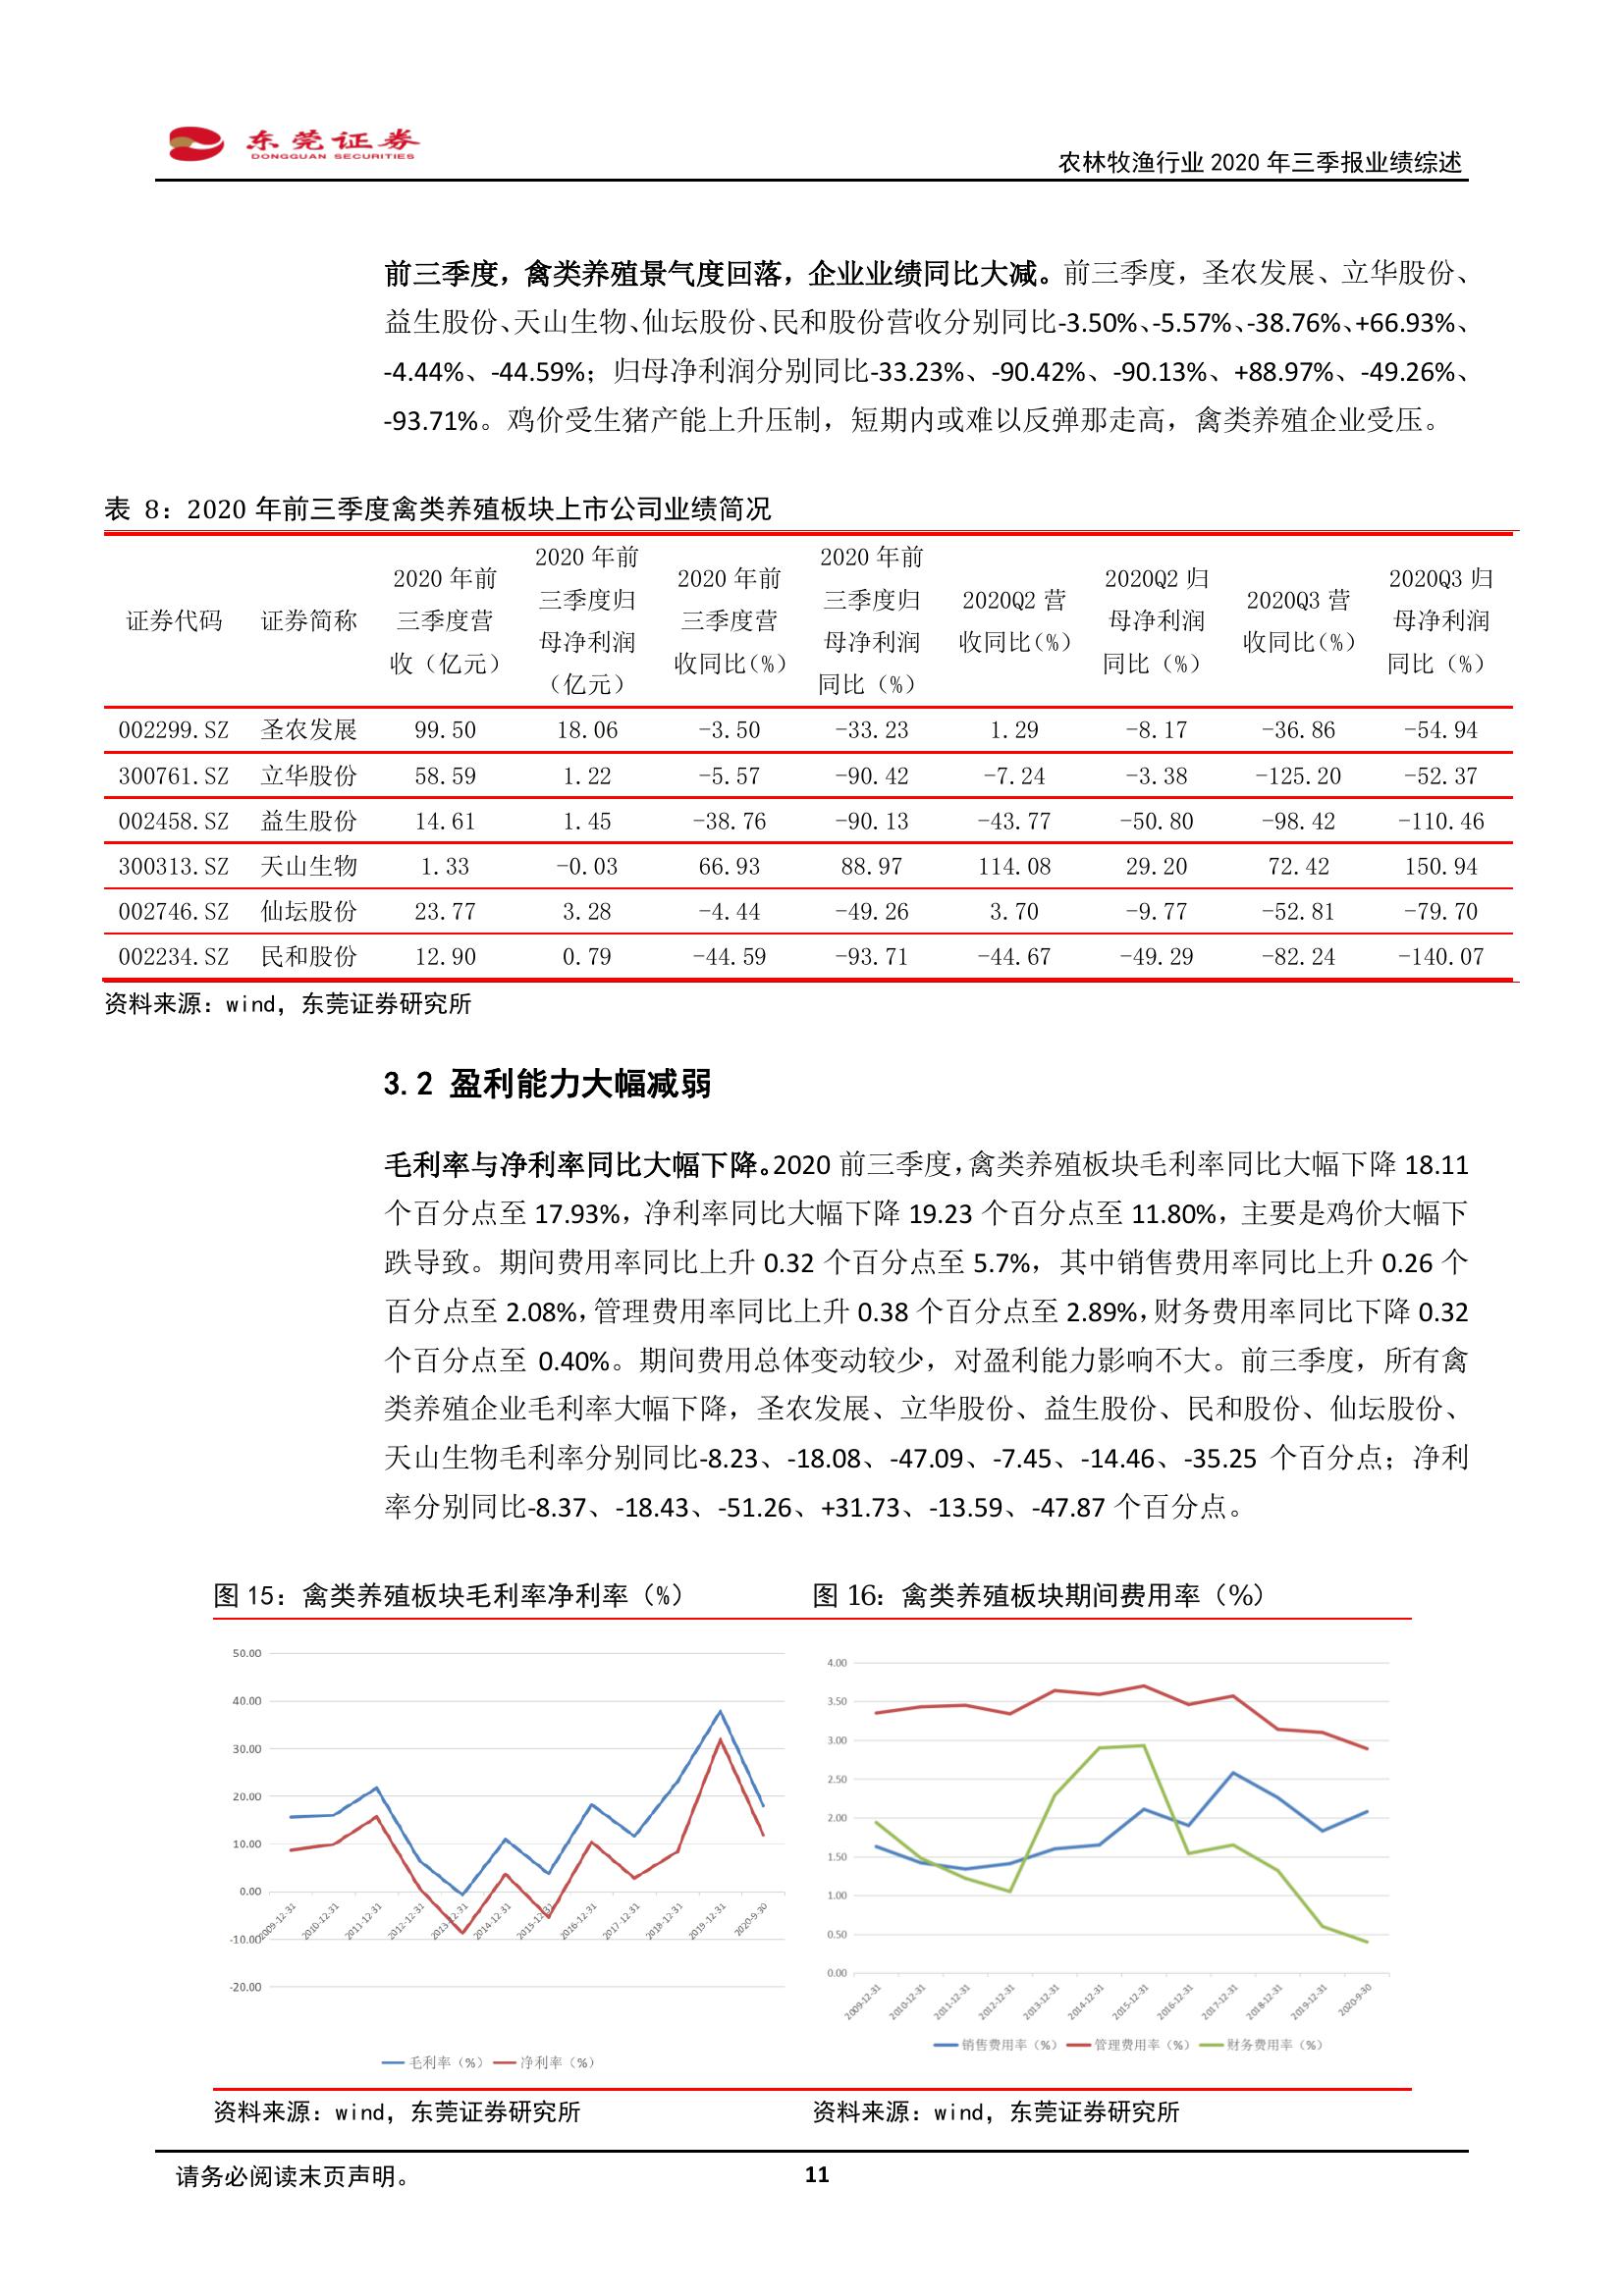 东莞证券
DONGGUAN SECURITIES
农林牧渔行业 2020 年三季报业绩综述
前三季度，禽类养殖景气度回落，企业业绩同比大减。前三季度，圣农发展、立华股份、
益生股份、天山生物、仙坛股份、民和股份营收分别同比-3.50%、-5.57%、-38.76%、+66.93%、
-4.44%、-44.59%；归母净利润分别同比-33.23%、-90.42%、-90.13%、+88.97%、-49.26%、
-93.71%。鸡价受生猪产能上升压制，短期内或难以反弹那走高，禽类养殖企业受压。
表 8：2020 年前三季度禽类养殖板块上市公司业绩简况
证券代码 证券简称 2020 年前三季度营收（亿元） 2020 年前三季度归母净利润（亿元） 2020 年前三季度营收同比(%) 2020 年前三季度归母净利润同比（%） 2020Q2 营收同比(%) 2020Q2 归母净利润同比（%） 2020Q3 营收同比(%) 2020Q3 归母净利润同比（%）
002299.SZ 圣农发展 99.50 18.06 -3.50 -33.23 1.29 -8.17 -36.86 -54.94
300761.SZ 立华股份 58.59 1.22 -5.57 -90.42 -7.24 -3.38 -125.20 -52.37
002458.SZ 益生股份 14.61 1.45 -38.76 -90.13 -43.77 -50.80 -98.42 -110.46
300313.SZ 天山生物 1.33 -0.03 66.93 88.97 114.08 29.20 72.42 150.94
002746.SZ 仙坛股份 23.77 3.28 -4.44 -49.26 3.70 -9.77 -52.81 -79.70
002234.SZ 民和股份 12.90 0.79 -44.59 -93.71 -44.67 -49.29 -82.24 -140.07
资料来源：wind，东莞证券研究所
3.2 盈利能力大幅减弱
毛利率与净利率同比大幅下降。2020 前三季度，禽类养殖板块毛利率同比大幅下降 18.11
个百分点至 17.93%，净利率同比大幅下降 19.23 个百分点至 11.80%，主要是鸡价大幅下
跌导致。期间费用率同比上升 0.32 个百分点至 5.7%，其中销售费用率同比上升 0.26 个
百分点至 2.08%，管理费用率同比上升 0.38 个百分点至 2.89%，财务费用率同比下降 0.32
个百分点至 0.40%。期间费用总体变动较少，对盈利能力影响不大。前三季度，所有禽
类养殖企业毛利率大幅下降，圣农发展、立华股份、益生股份、民和股份、仙坛股份、
天山生物毛利率分别同比-8.23、-18.08、-47.09、-7.45、-14.46、-35.25 个百分点；净利
率分别同比-8.37、-18.43、-51.26、+31.73、-13.59、-47.87 个百分点。
图 15：禽类养殖板块毛利率净利率（%）
50.00
40.00
30.00
20.00
10.00
0.00
-10.00
-20.00
2009-12-31 2010-12-31 2011-12-31 2012-12-31 2013-12-31 2014-12-31 2015-12-31 2016-12-31 2017-12-31 2018-12-31 2019-12-31 2020-9-30
毛利率（%） 净利率（%）
资料来源：wind，东莞证券研究所
图 16：禽类养殖板块期间费用率（%）
4.00
3.50
3.00
2.50
2.00
1.50
1.00
0.50
0.00
2009-12-31 2010-12-31 2011-12-31 2012-12-31 2013-12-31 2014-12-31 2015-12-31 2016-12-31 2017-12-31 2018-12-31 2019-12-31 2020-9-30
销售费用率（%） 管理费用率（%） 财务费用率（%）
资料来源：wind，东莞证券研究所
请务必阅读末页声明。
11